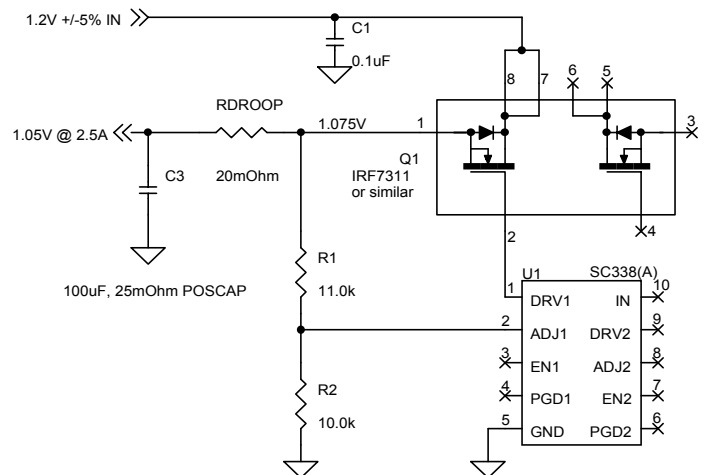 1.2V +/-5% IN
C1
0.1uF
8
7
6
5
RDROOP
1.05V @ 2.5A
1.075V
1
3
Q1
IRF7311
or similar
C3
20mOhm
4
2
100uF, 25mOhm POSCAP
R1
11.0k
U1
SC338(A)
1
DRV1
IN
10
2
ADJ1
DRV2
9
3
EN1
ADJ2
8
4
PGD1
EN2
7
5
GND
PGD2
6
R2
10.0k